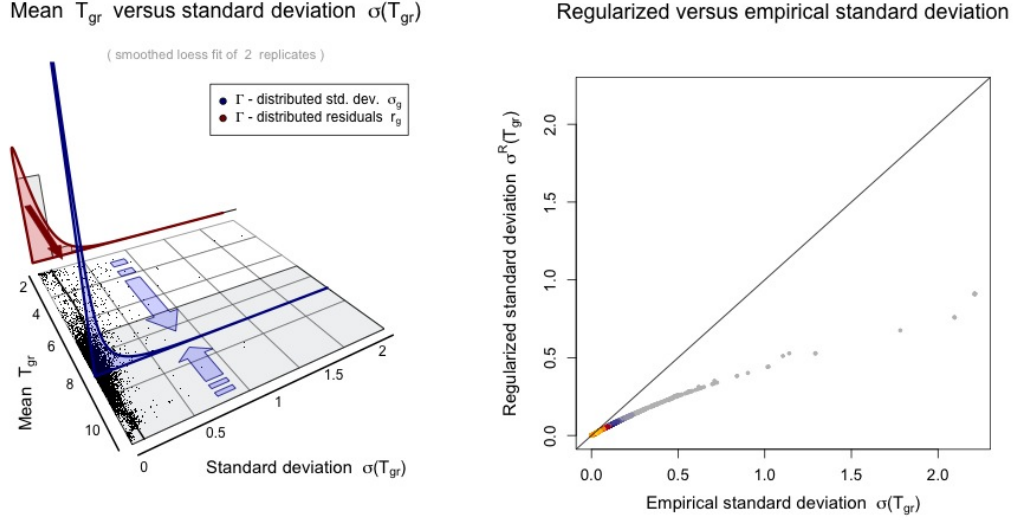 Mean T_gr versus standard deviation σ(T_gr)
( smoothed loess fit of 2 replicates )
Γ - distributed std. dev. σ_g
Γ - distributed residuals r_g
2
4
6
8
10
Mean T_gr
0
0.5
1
1.5
2
Standard deviation σ(T_gr)
Regularized versus empirical standard deviation
2.0
1.5
1.0
0.5
0.0
Regularized standard deviation σ^R(T_gr)
0.0 0.5 1.0 1.5 2.0
Empirical standard deviation σ(T_gr)